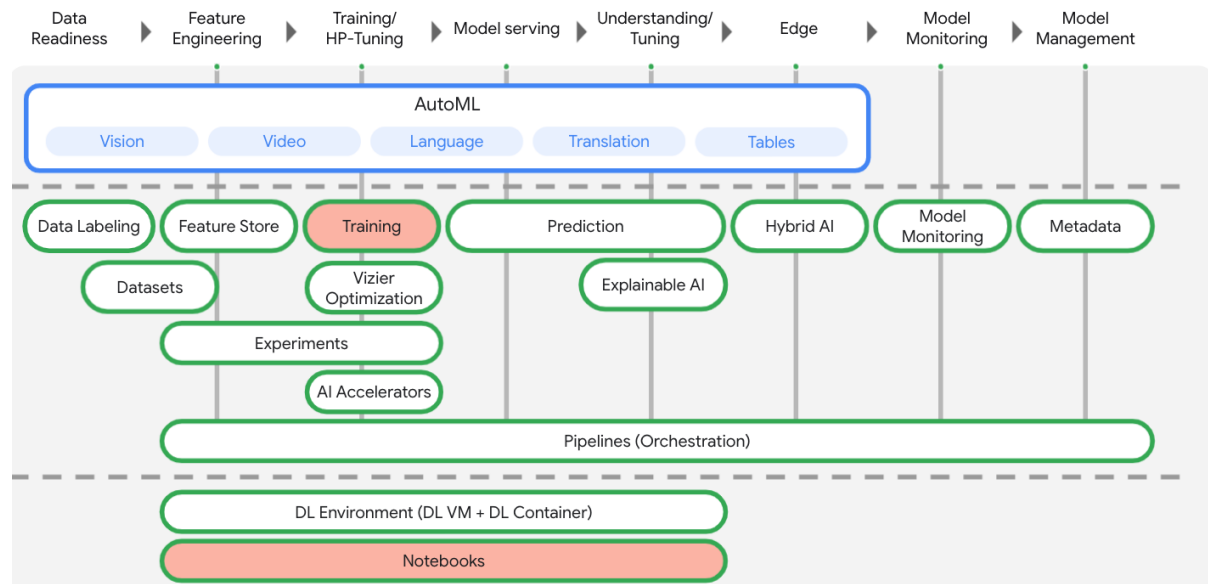 Data
Readiness
Feature
Engineering
Training/
HP-Tuning
Model serving
Understanding/
Tuning
Edge
Model
Monitoring
Model
Management
AutoML
Vision
Video
Language
Translation
Tables
Data Labeling
Feature Store
Training
Prediction
Hybrid AI
Model
Monitoring
Metadata
Datasets
Vizier
Optimization
Explainable AI
Experiments
AI Accelerators
Pipelines (Orchestration)
DL Environment (DL VM + DL Container)
Notebooks